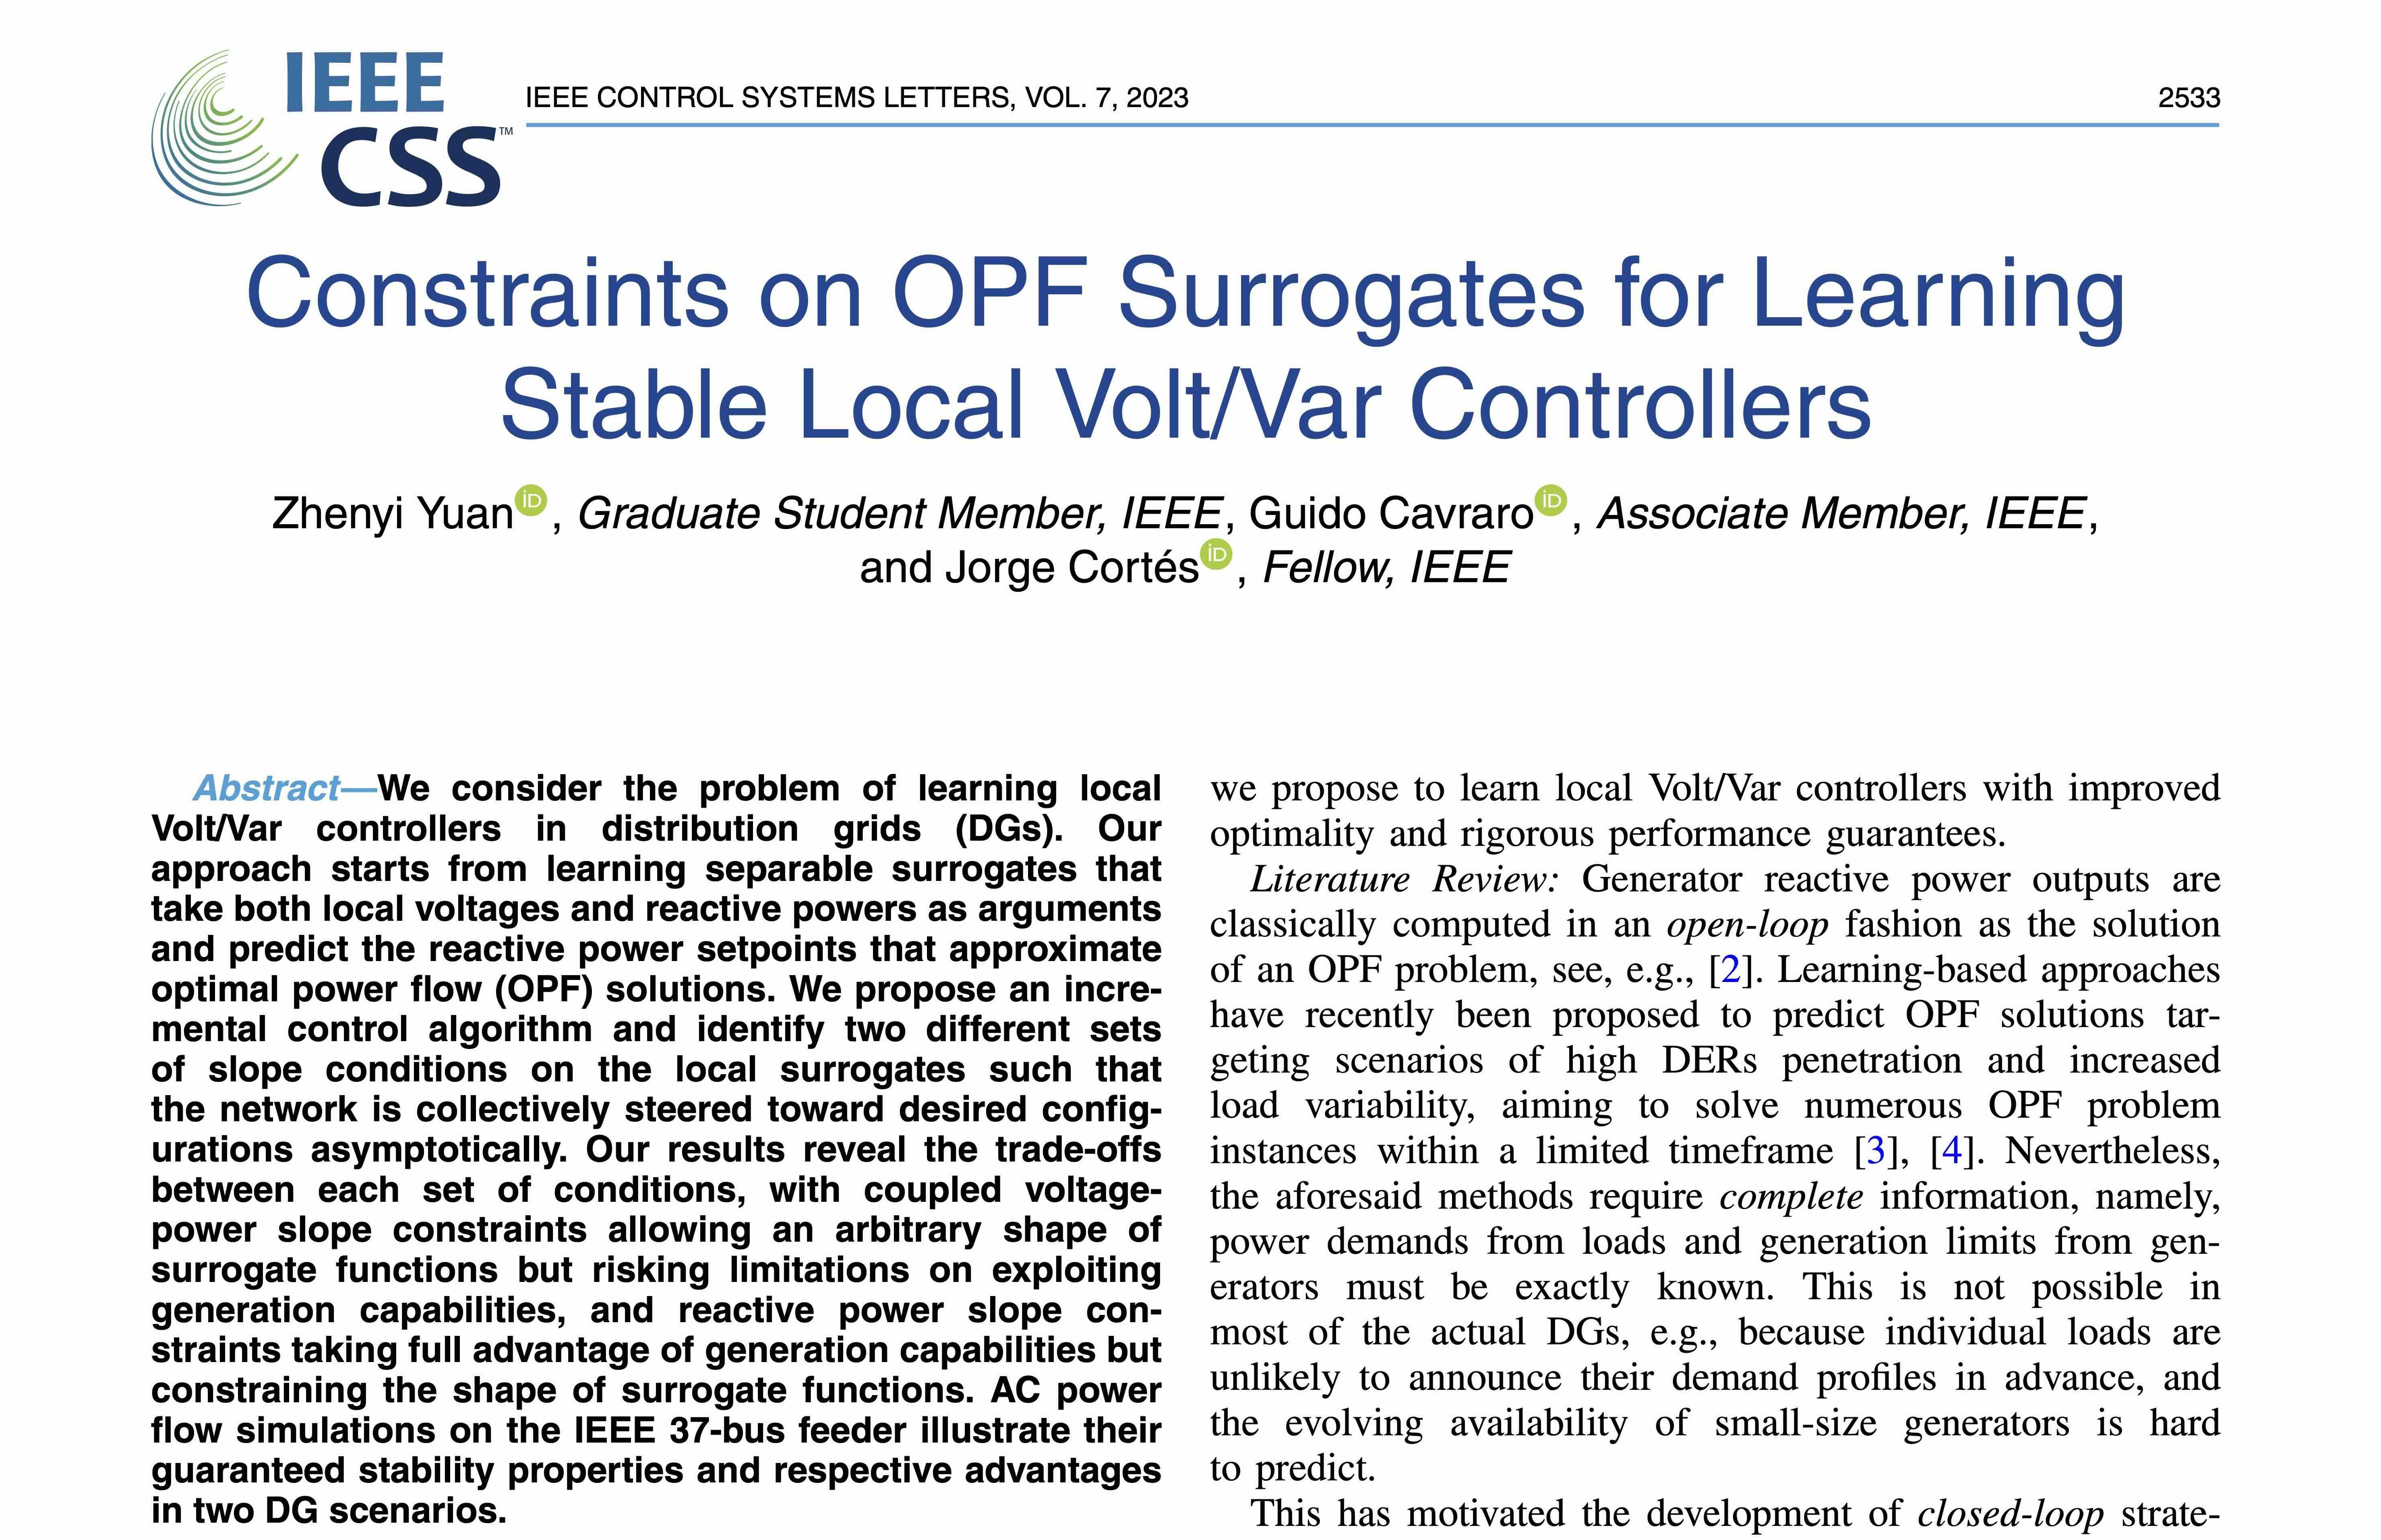 IEEE
CSS™
IEEE CONTROL SYSTEMS LETTERS, VOL. 7, 2023
2533
Constraints on OPF Surrogates for Learning
Stable Local Volt/Var Controllers
Zhenyi Yuan iD, Graduate Student Member, IEEE, Guido Cavraro iD, Associate Member, IEEE,
and Jorge Cortés iD, Fellow, IEEE
Abstract—We consider the problem of learning local
Volt/Var controllers in distribution grids (DGs). Our
approach starts from learning separable surrogates that
take both local voltages and reactive powers as arguments
and predict the reactive power setpoints that approximate
optimal power flow (OPF) solutions. We propose an incre-
mental control algorithm and identify two different sets
of slope conditions on the local surrogates such that
the network is collectively steered toward desired config-
urations asymptotically. Our results reveal the trade-offs
between each set of conditions, with coupled voltage-
power slope constraints allowing an arbitrary shape of
surrogate functions but risking limitations on exploiting
generation capabilities, and reactive power slope con-
straints taking full advantage of generation capabilities but
constraining the shape of surrogate functions. AC power
flow simulations on the IEEE 37-bus feeder illustrate their
guaranteed stability properties and respective advantages
in two DG scenarios.
we propose to learn local Volt/Var controllers with improved
optimality and rigorous performance guarantees.
Literature Review: Generator reactive power outputs are
classically computed in an open-loop fashion as the solution
of an OPF problem, see, e.g., [2]. Learning-based approaches
have recently been proposed to predict OPF solutions tar-
geting scenarios of high DERs penetration and increased
load variability, aiming to solve numerous OPF problem
instances within a limited timeframe [3], [4]. Nevertheless,
the aforesaid methods require complete information, namely,
power demands from loads and generation limits from gen-
erators must be exactly known. This is not possible in
most of the actual DGs, e.g., because individual loads are
unlikely to announce their demand profiles in advance, and
the evolving availability of small-size generators is hard
to predict.
This has motivated the development of closed-loop strate-